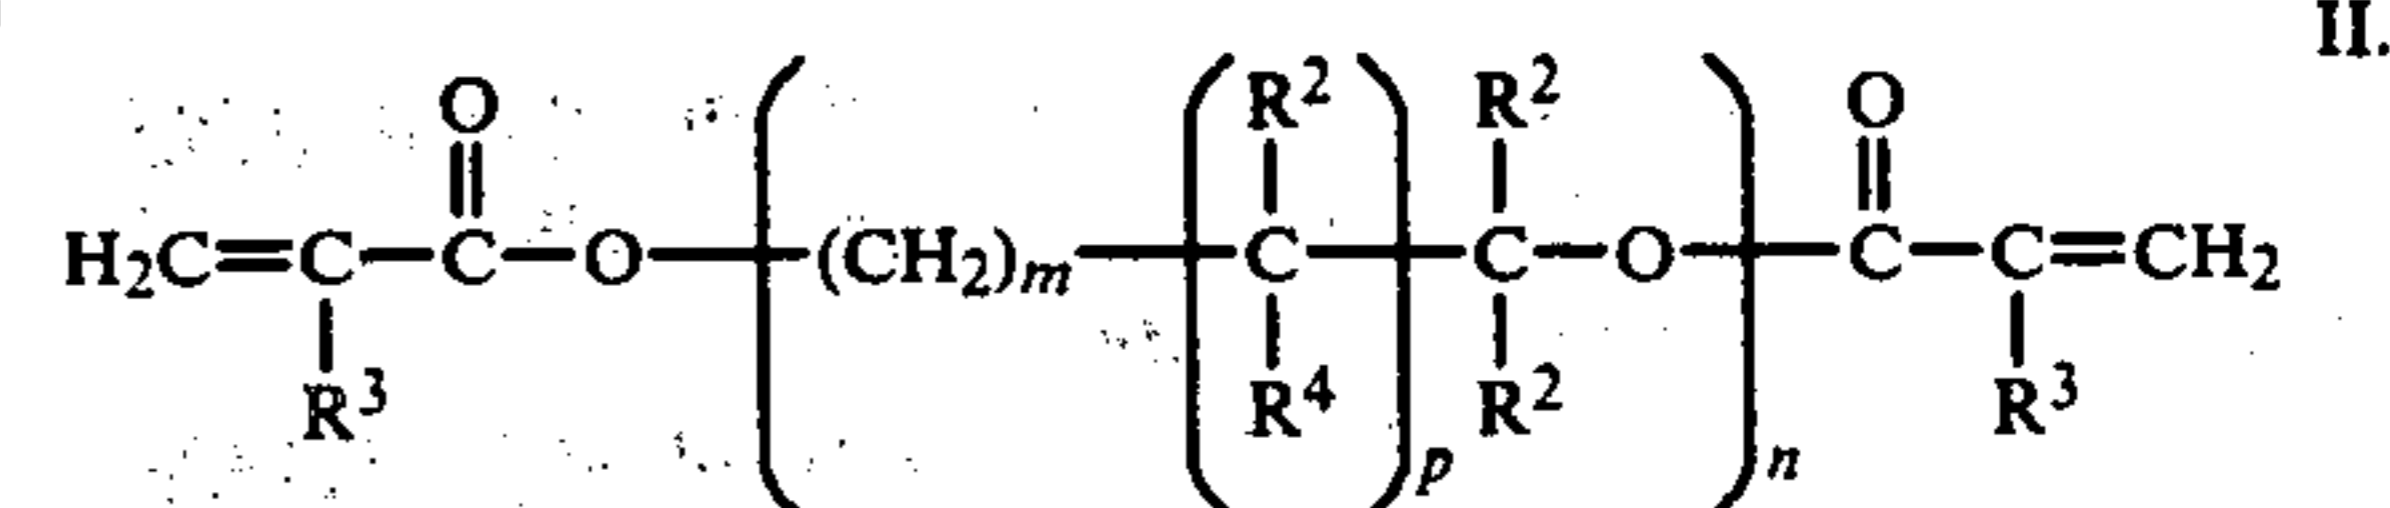 II.
O R² R² O
H₂C=C—C—O—(CH₂)ₘ—C—C—O—C—C=CH₂
R³ R⁴ R² R³
p n